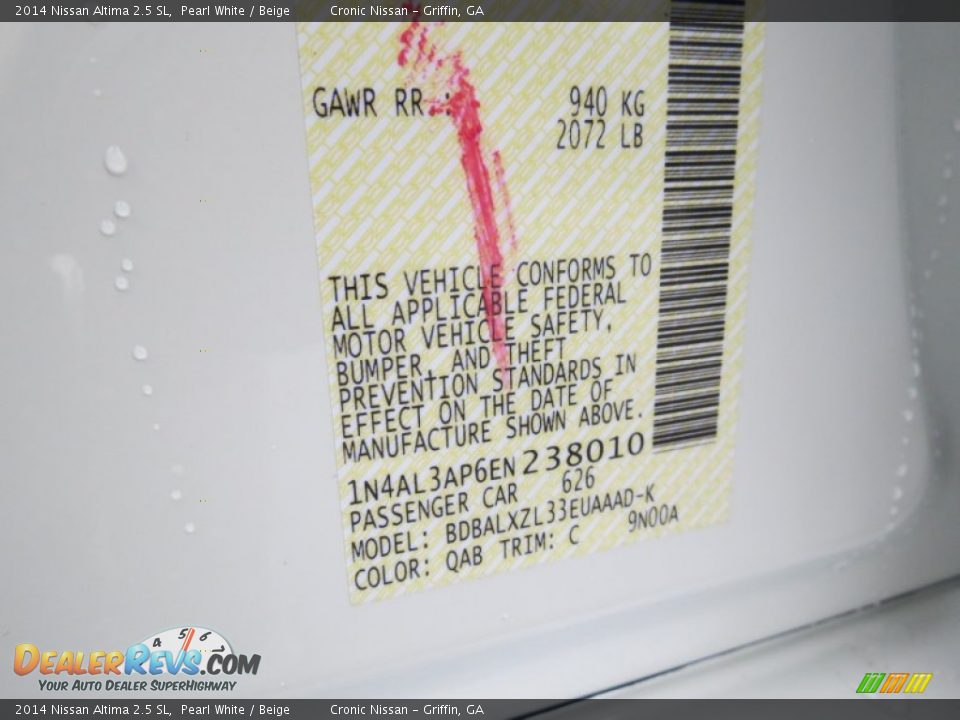 2014 Nissan Altima 2.5 SL, Pearl White / Beige Cronic Nissan - Griffin, GA
GAWR RR : 940 KG
2072 LB
THIS VEHICLE CONFORMS TO
ALL APPLICABLE FEDERAL
MOTOR VEHICLE SAFETY,
BUMPER, AND THEFT
PREVENTION STANDARDS IN
EFFECT ON THE DATE OF
MANUFACTURE SHOWN ABOVE.
1N4AL3AP6EN238010
PASSENGER CAR 626
MODEL: BDBALXZL33EUAAAD-K
COLOR: QAB TRIM: C 9N00A
4 5 6
DEALERREVS.COM
YOUR AUTO DEALER SUPERHIGHWAY
2014 Nissan Altima 2.5 SL, Pearl White / Beige Cronic Nissan - Griffin, GA